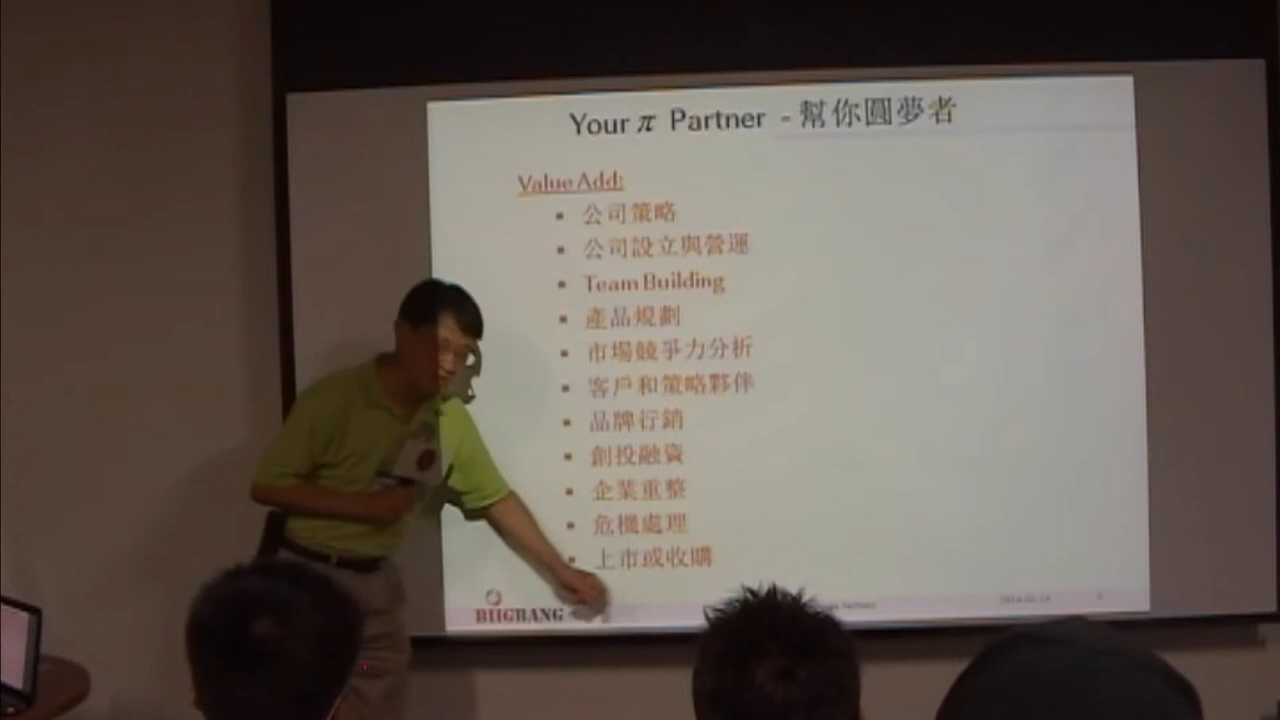 Your π Partner - 幫你圓夢者
Value Add:
▪ 公司策略
▪ 公司設立與營運
▪ Team Building
▪ 產品規劃
▪ 市場競爭力分析
▪ 客戶和策略夥伴
▪ 品牌行銷
▪ 創投融資
▪ 企業重整
▪ 危機處理
▪ 上市或收購
BIIGBANG
Partners